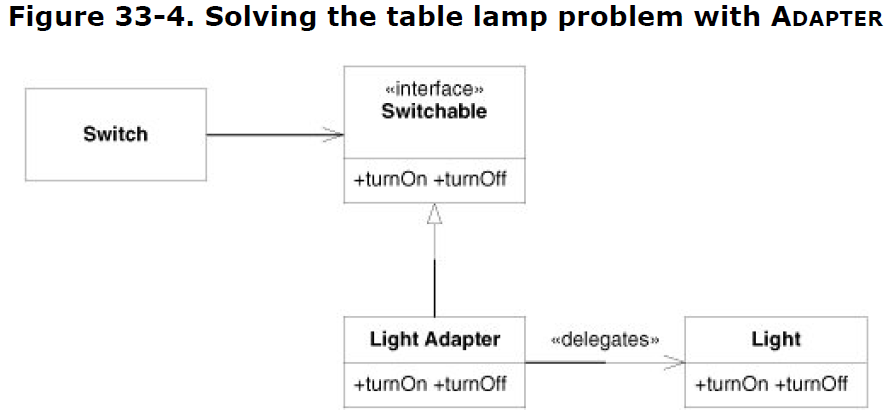 Figure 33-4. Solving the table lamp problem with ADAPTER
«interface»
Switchable
Switch
+turnOn +turnOff
Light Adapter
«delegates»
Light
+turnOn +turnOff
+turnOn +turnOff